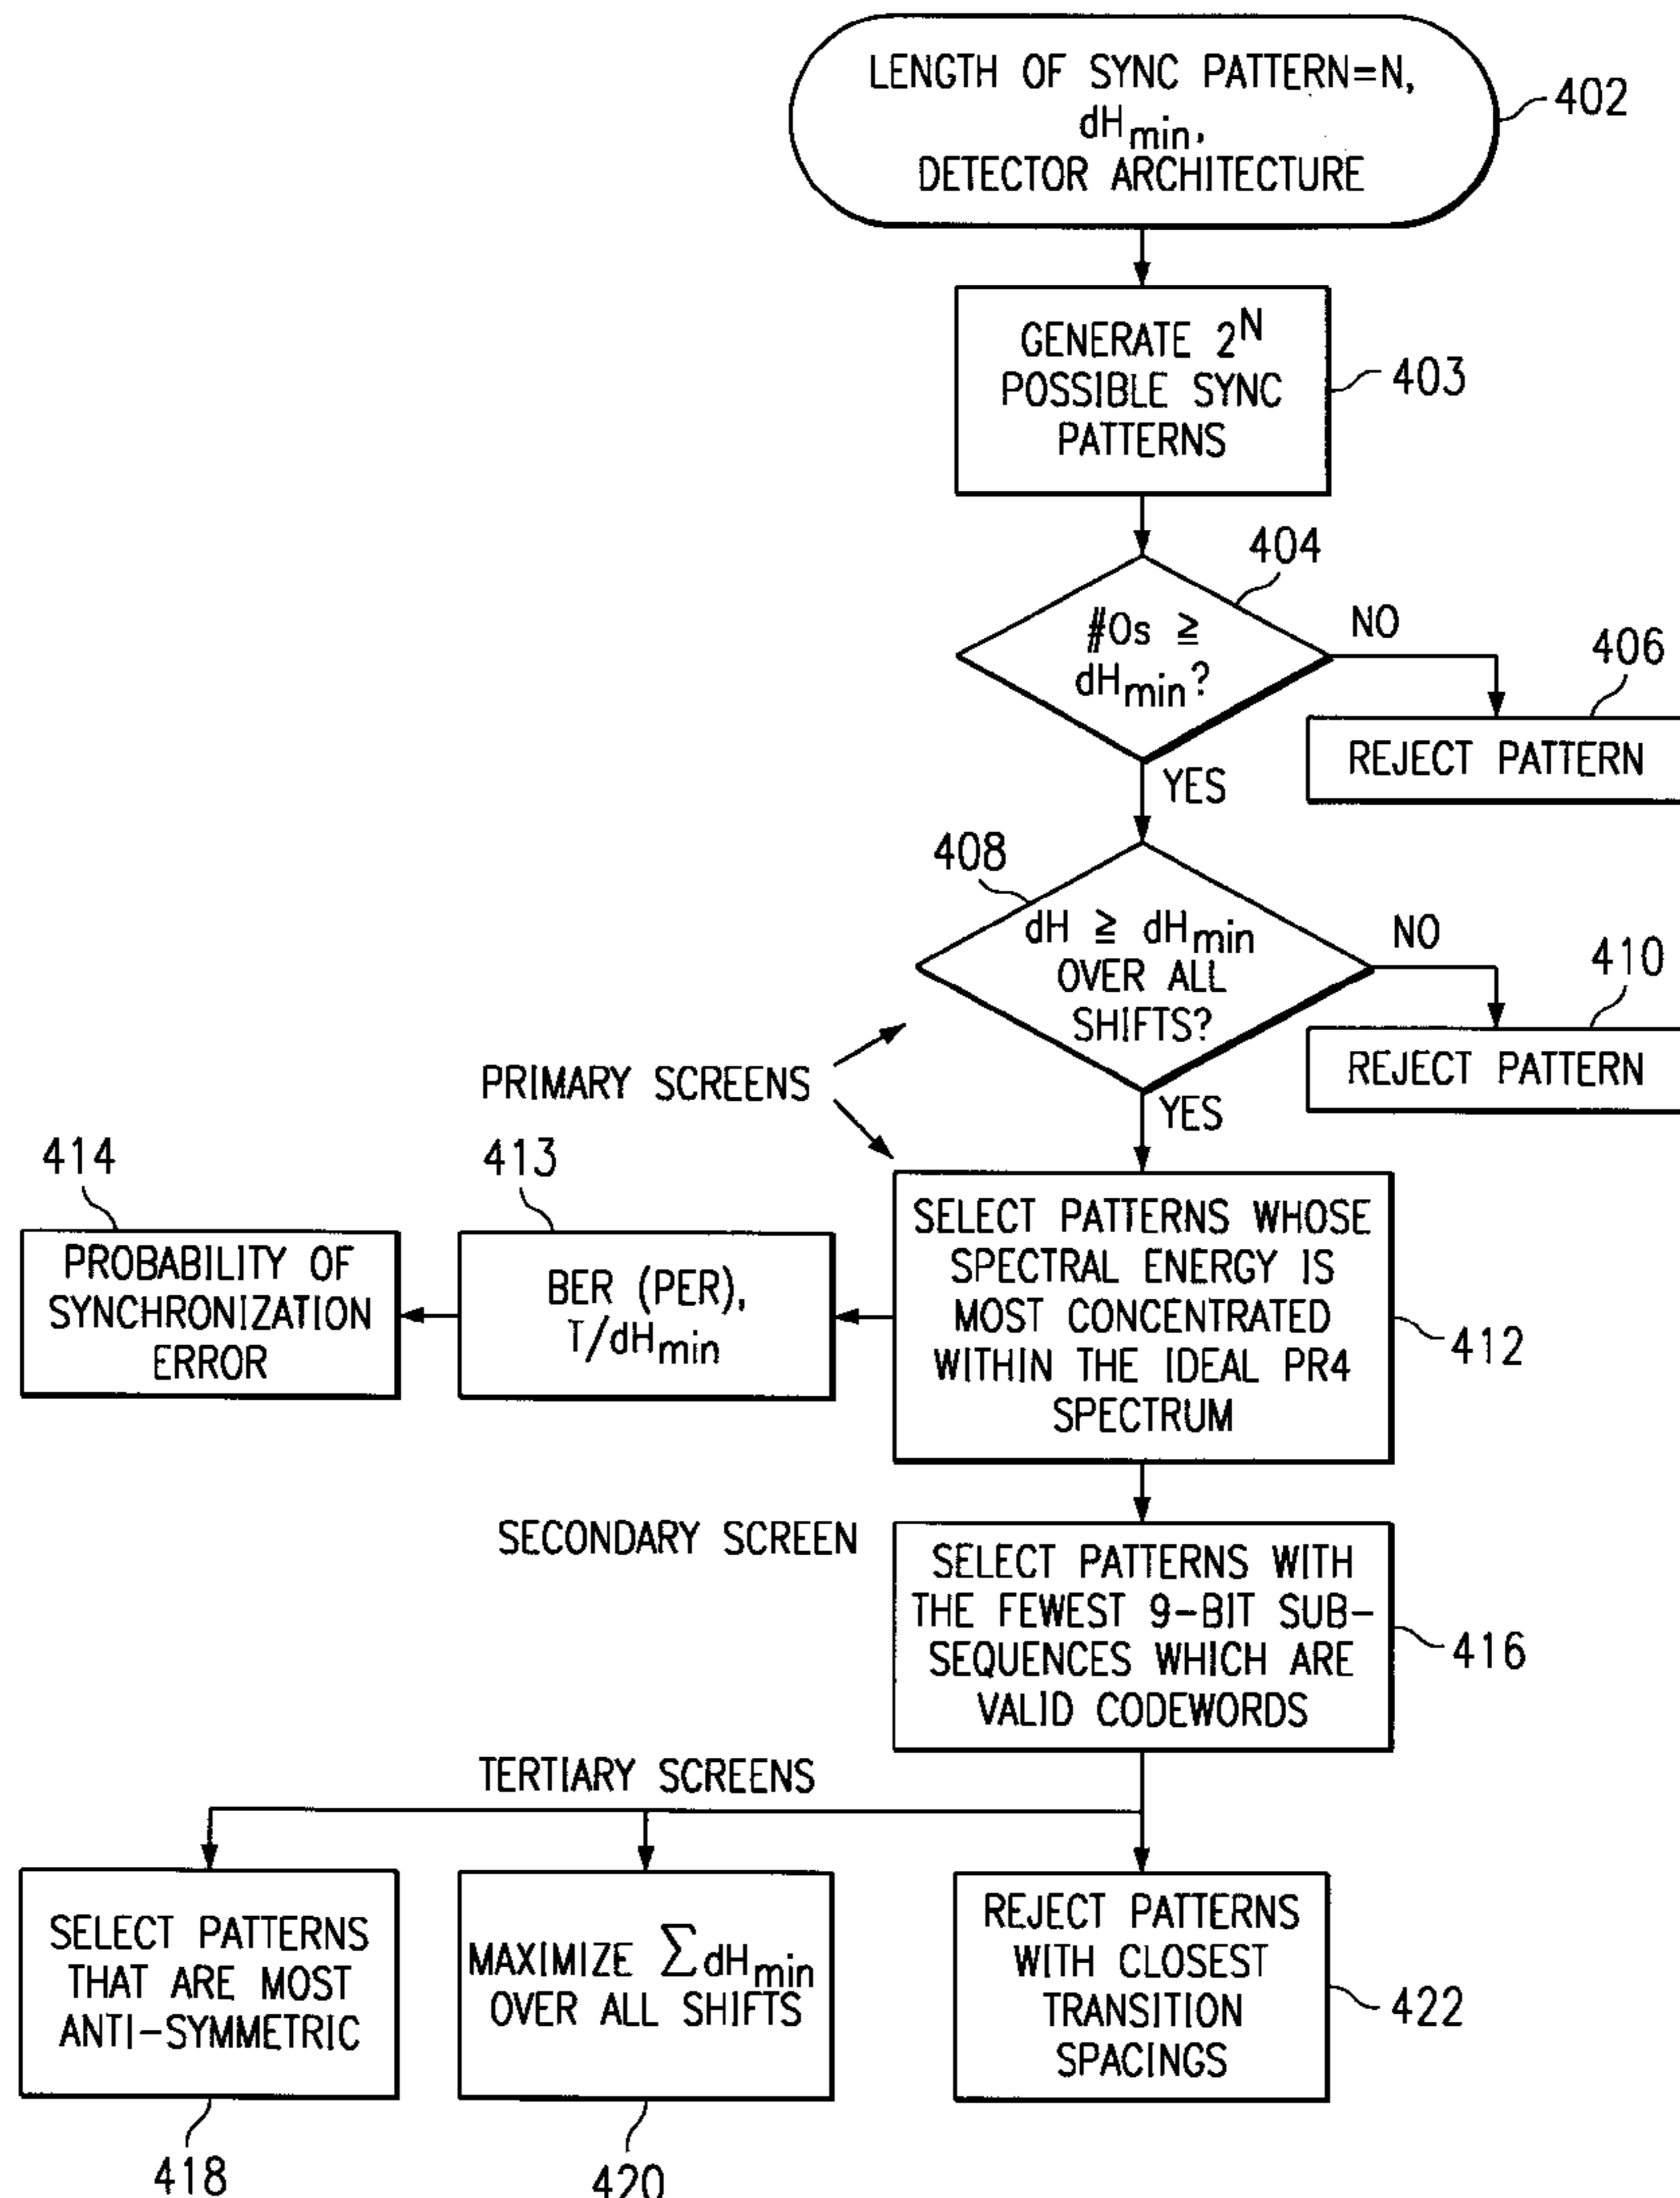 LENGTH OF SYNC PATTERN=N,
dHmin,
DETECTOR ARCHITECTURE
402
GENERATE 2^N
POSSIBLE SYNC
PATTERNS
403
404
#0s ≧
dHmin?
NO
406
REJECT PATTERN
YES
408
dH ≧ dHmin
OVER ALL
SHIFTS?
NO
410
REJECT PATTERN
PRIMARY SCREENS
YES
414
PROBABILITY OF
SYNCHRONIZATION
ERROR
413
BER (PER),
T/dHmin
SELECT PATTERNS WHOSE
SPECTRAL ENERGY IS
MOST CONCENTRATED
WITHIN THE IDEAL PR4
SPECTRUM
412
SECONDARY SCREEN
SELECT PATTERNS WITH
THE FEWEST 9-BIT SUB-
SEQUENCES WHICH ARE
VALID CODEWORDS
416
TERTIARY SCREENS
SELECT PATTERNS
THAT ARE MOST
ANTI-SYMMETRIC
418
MAXIMIZE ∑dHmin
OVER ALL SHIFTS
420
REJECT PATTERNS
WITH CLOSEST
TRANSITION
SPACINGS
422